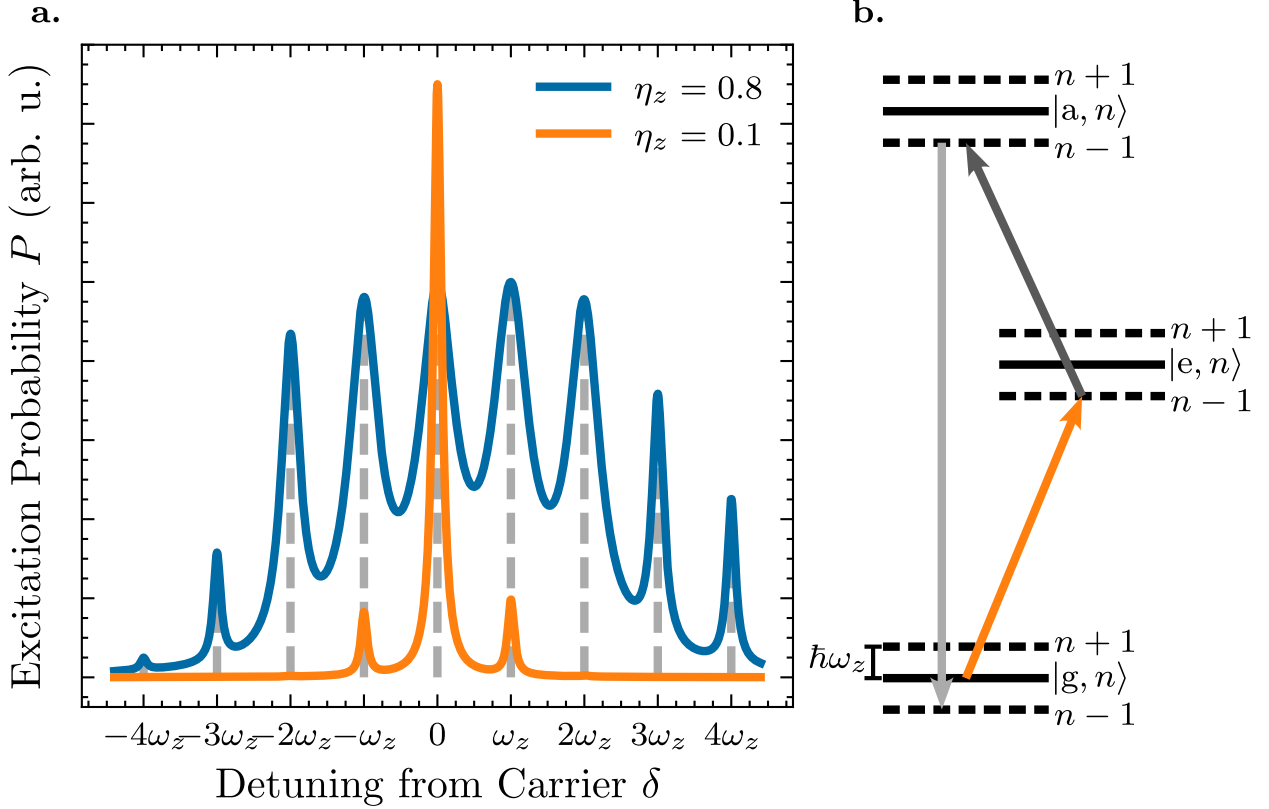 a.
Excitation Probability P (arb. u.)
η_z = 0.8
η_z = 0.1
−4ω_z −3ω_z −2ω_z −ω_z 0 ω_z 2ω_z 3ω_z 4ω_z
Detuning from Carrier δ
b.
n + 1
|a, n⟩
n − 1
n + 1
|e, n⟩
n − 1
ħω_z
n + 1
|g, n⟩
n − 1